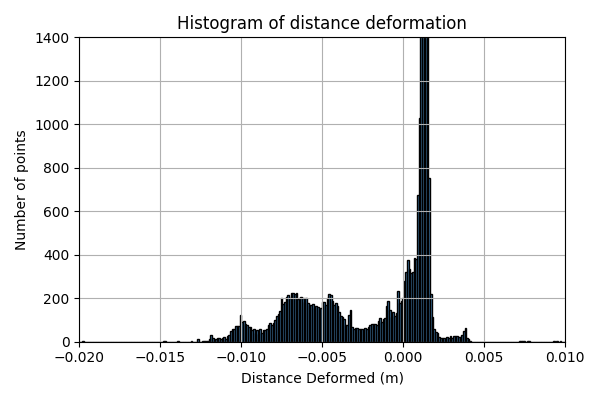 Histogram of distance deformation
1400
1200
1000
800
600
400
200
0
Number of points
−0.020 −0.015 −0.010 −0.005 0.000 0.005 0.010
Distance Deformed (m)